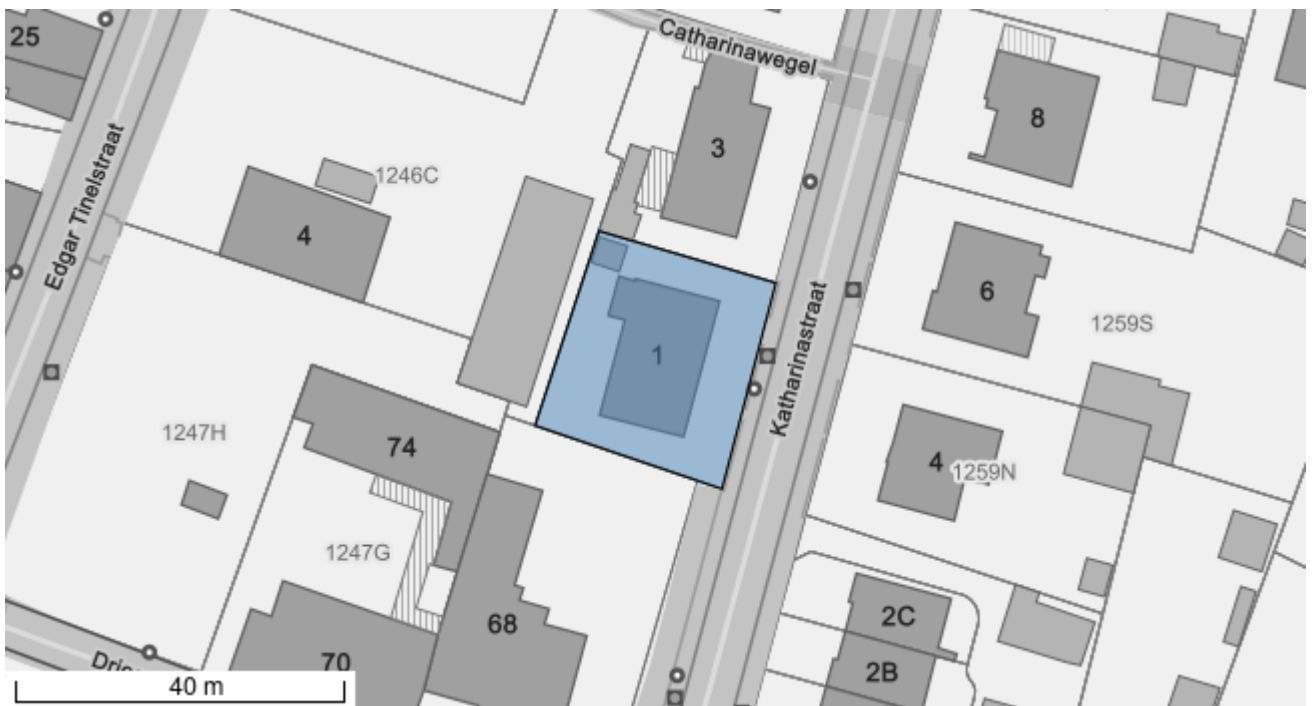 25
Catharinawegel
8
3
1246C
Edgar Tinelstraat
4
6
1259S
Katharinastraat
1
1247H
74
4
1259N
1247G
2C
68
2B
70
40 m